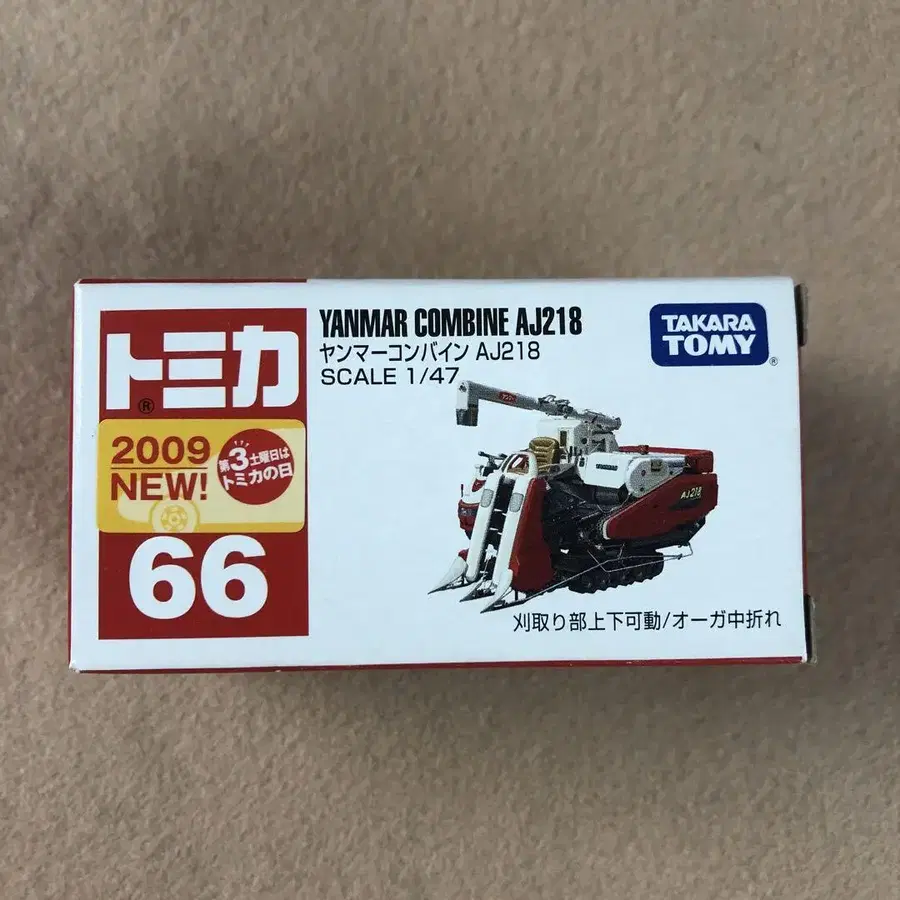 トミカ
®
2009
NEW!
第3土曜日は
トミカの日
66
YANMAR COMBINE AJ218
ヤンマーコンバイン AJ218
SCALE 1/47
TAKARA
TOMY
®
AJ218
刈取り部上下可動/オーガ中折れ